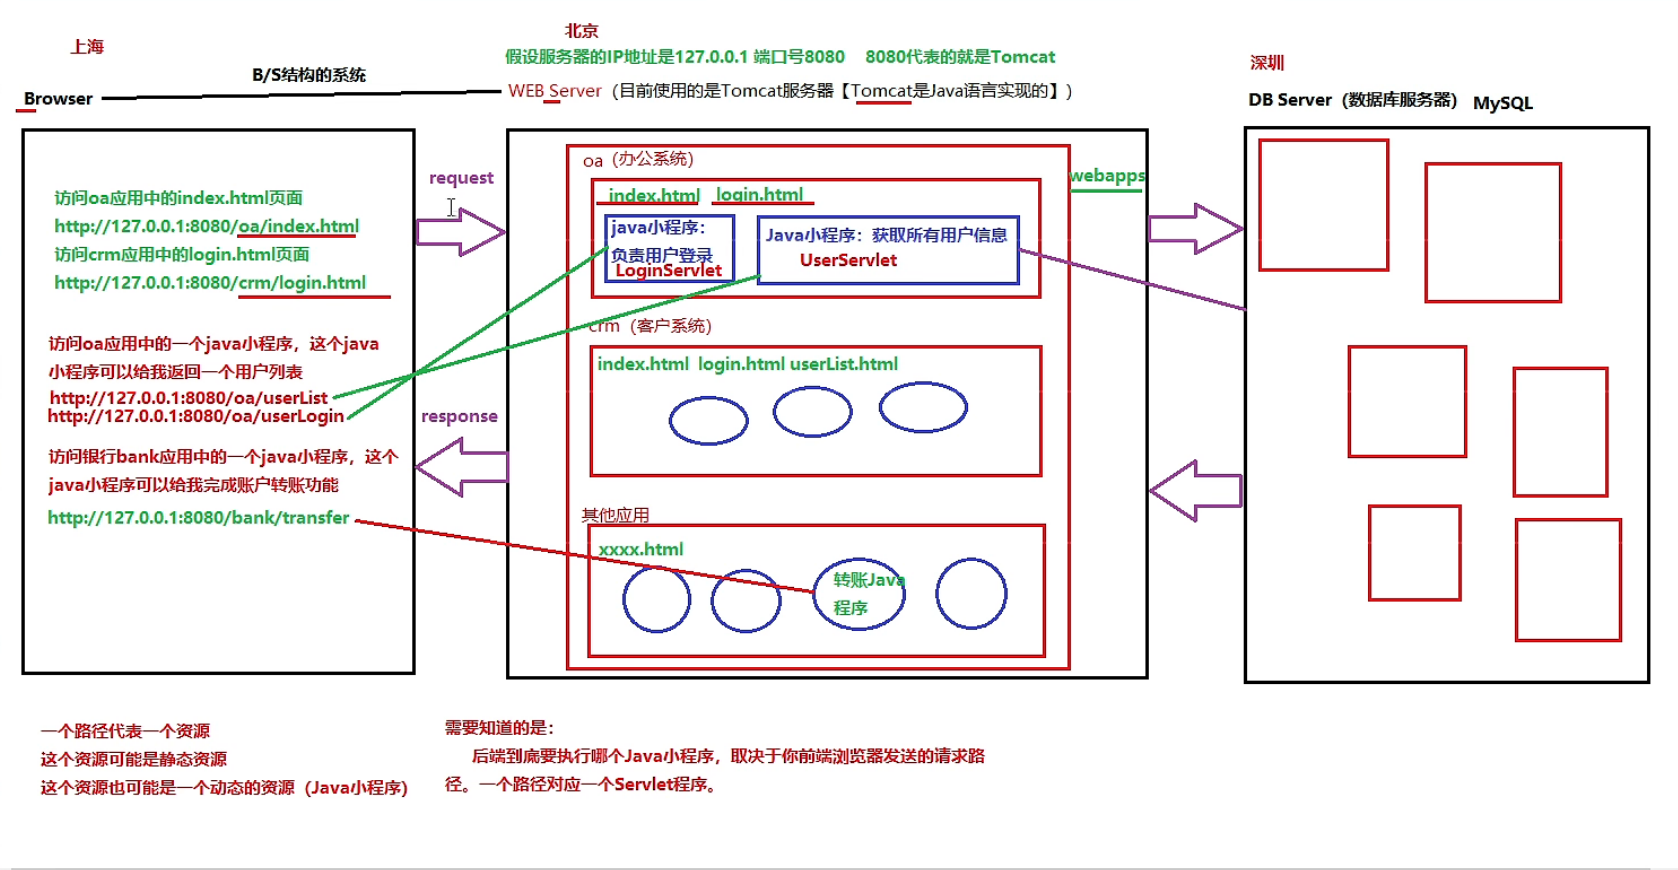 上海
北京
假设服务器的IP地址是127.0.0.1 端口号8080 8080代表的就是Tomcat
深圳
B/S结构的系统
Browser
WEB Server（目前使用的是Tomcat服务器【Tomcat是Java语言实现的】）
DB Server（数据库服务器） MySQL
访问oa应用中的index.html页面
http://127.0.0.1:8080/oa/index.html
访问crm应用中的login.html页面
http://127.0.0.1:8080/crm/login.html
访问oa应用中的一个java小程序，这个java
小程序可以给我返回一个用户列表
http://127.0.0.1:8080/oa/userList
http://127.0.0.1:8080/oa/userLogin
访问银行bank应用中的一个java小程序，这个
java小程序可以给我完成账户转账功能
http://127.0.0.1:8080/bank/transfer
request
response
oa（办公系统）
webapps
index.html login.html
java小程序：
负责用户登录
LoginServlet
Java小程序：获取所有用户信息
UserServlet
crm（客户系统）
index.html login.html userList.html
其他应用
xxxx.html
转账Java
程序
一个路径代表一个资源
这个资源可能是静态资源
这个资源也可能是一个动态的资源（Java小程序)
需要知道的是：
后端到底要执行哪个Java小程序，取决于你前端浏览器发送的请求路
径。一个路径对应一个Servlet程序。